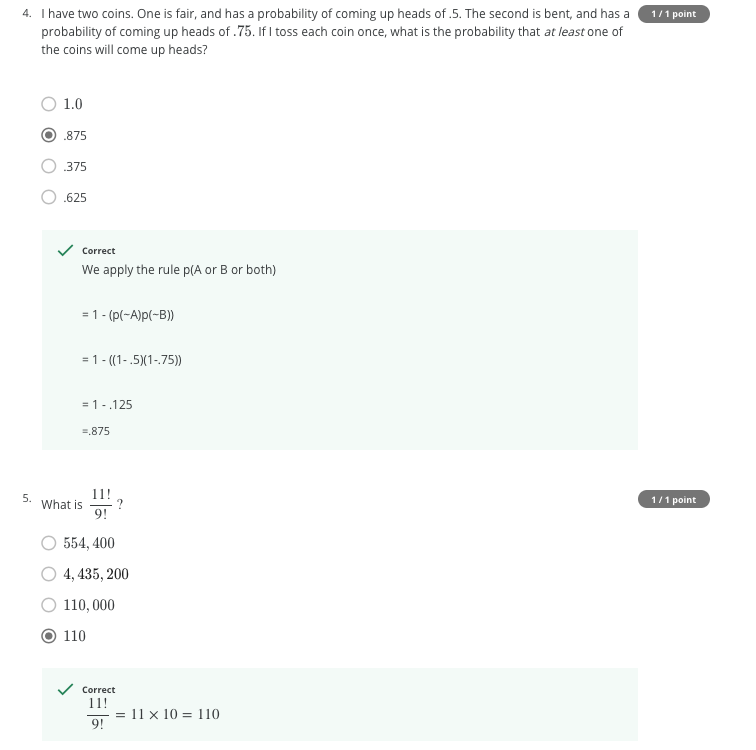 4. I have two coins. One is fair, and has a probability of coming up heads of .5. The second is bent, and has a
1 / 1 point
probability of coming up heads of .75. If I toss each coin once, what is the probability that at least one of
the coins will come up heads?
1.0
.875
.375
.625
Correct
We apply the rule p(A or B or both)
= 1 - (p(~A)p(~B))
= 1 - ((1- .5)(1-.75))
= 1 - .125
=.875
5. What is 11!/9! ?
1 / 1 point
554, 400
4, 435, 200
110, 000
110
Correct
11!/9! = 11 × 10 = 110